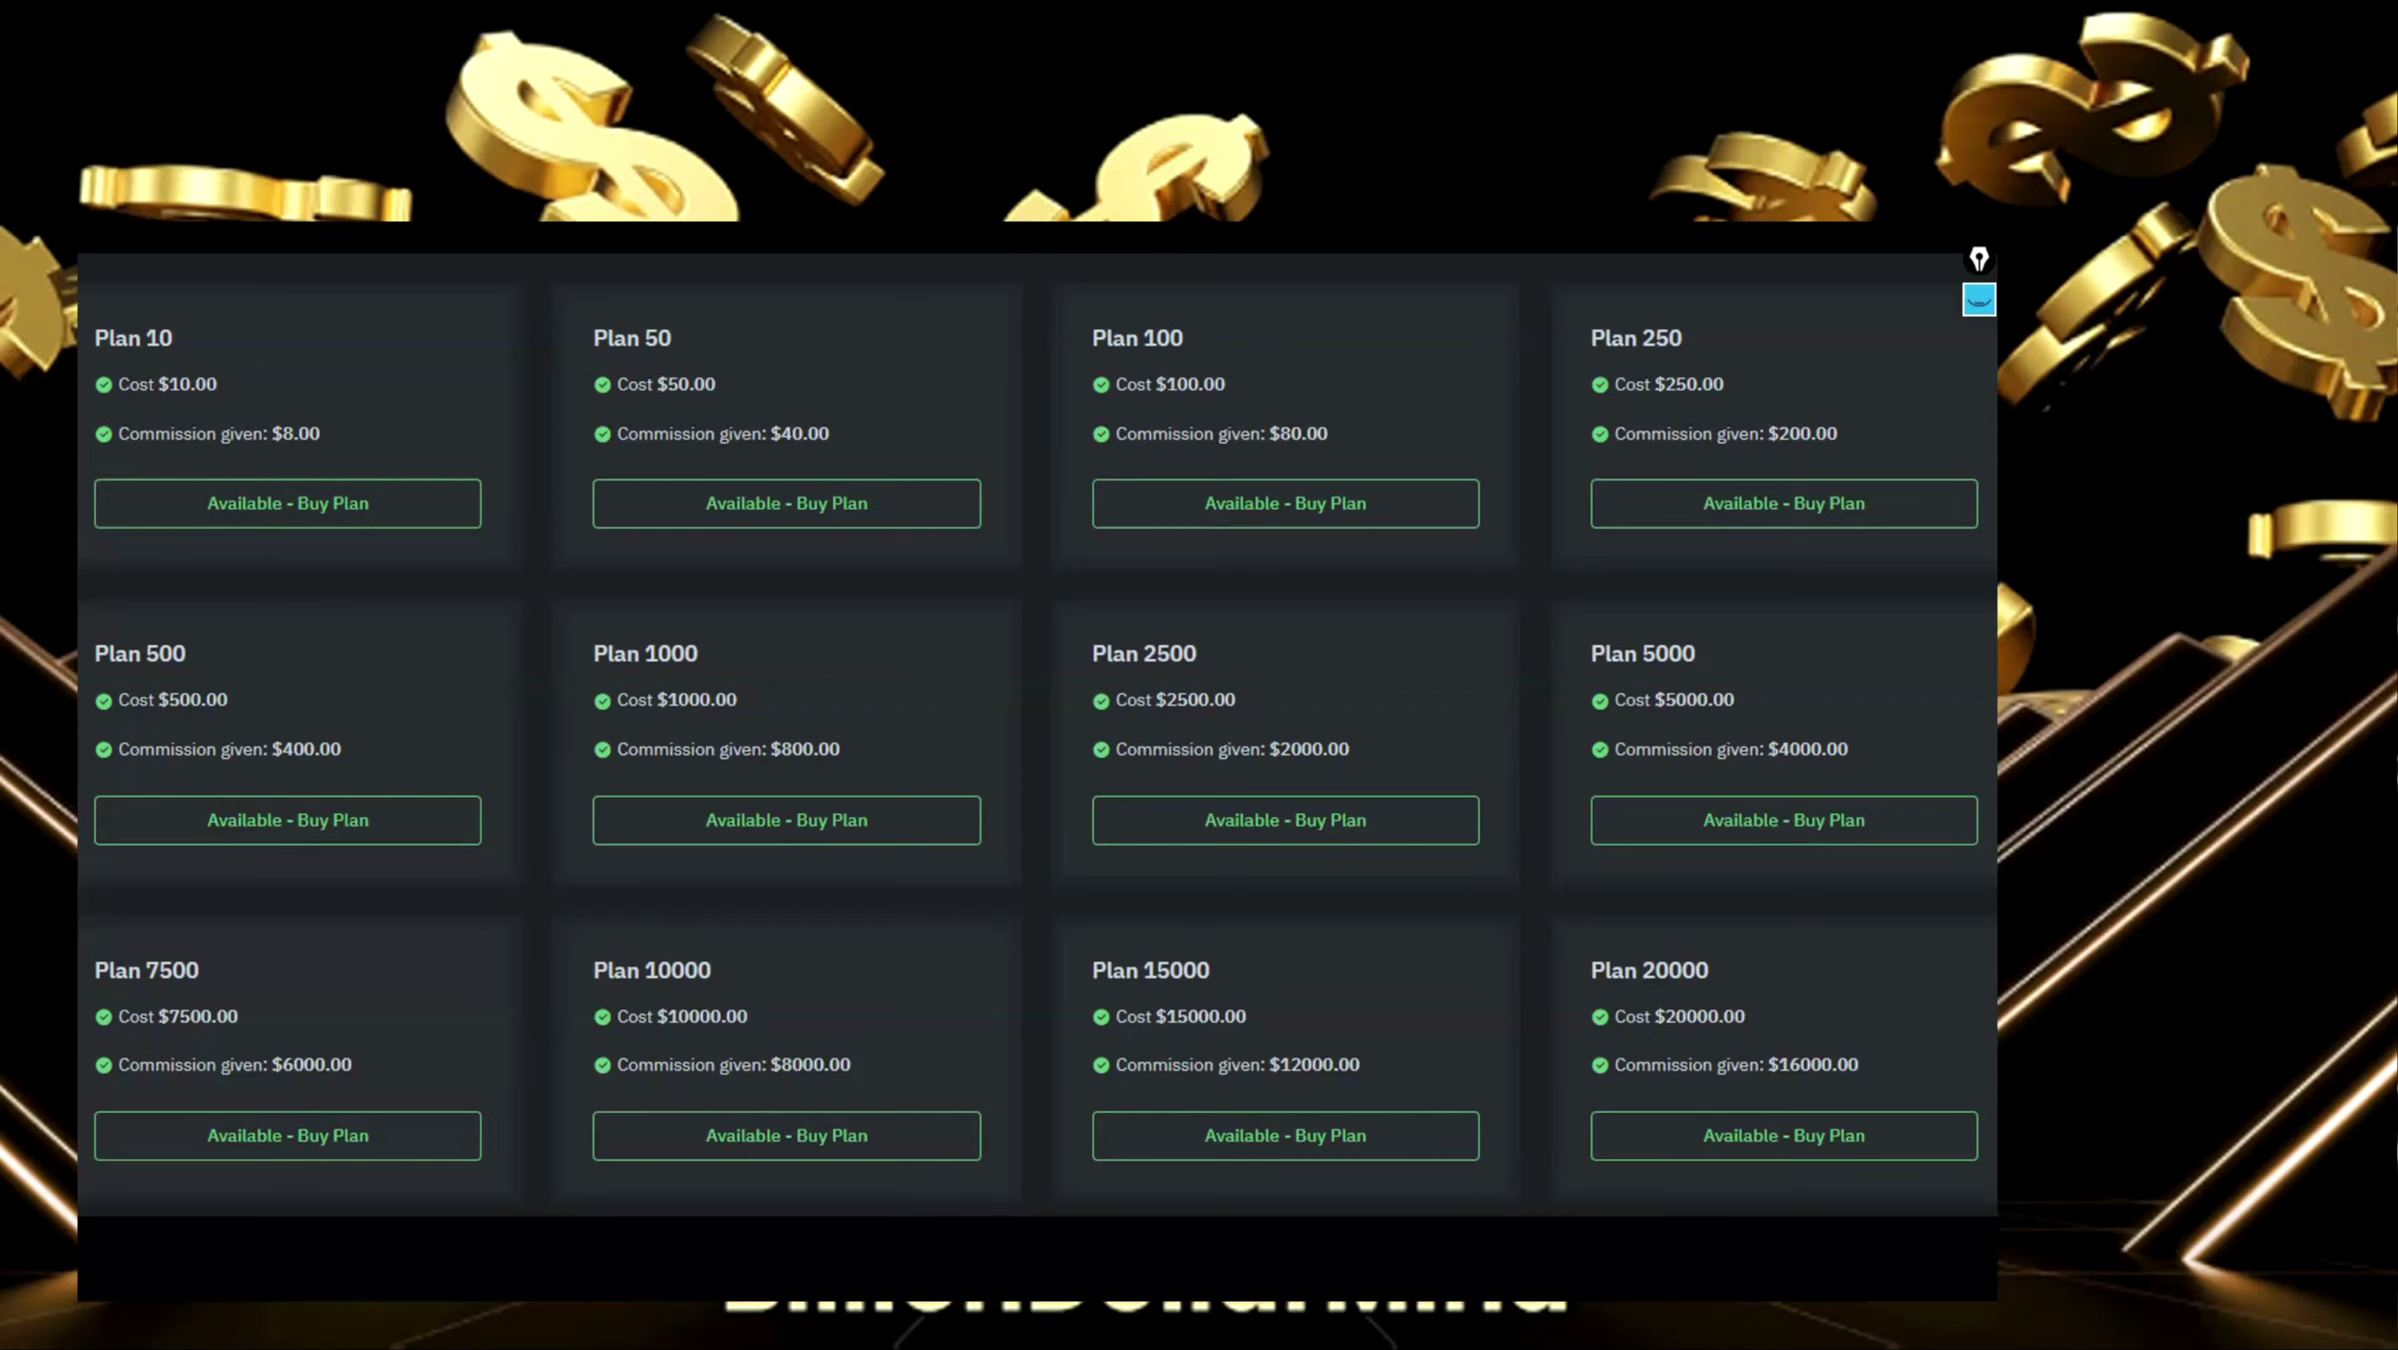 Plan 10
Cost $10.00
Commission given: $8.00
Available - Buy Plan
Plan 50
Cost $50.00
Commission given: $40.00
Available - Buy Plan
Plan 100
Cost $100.00
Commission given: $80.00
Available - Buy Plan
Plan 250
Cost $250.00
Commission given: $200.00
Available - Buy Plan
Plan 500
Cost $500.00
Commission given: $400.00
Available - Buy Plan
Plan 1000
Cost $1000.00
Commission given: $800.00
Available - Buy Plan
Plan 2500
Cost $2500.00
Commission given: $2000.00
Available - Buy Plan
Plan 5000
Cost $5000.00
Commission given: $4000.00
Available - Buy Plan
Plan 7500
Cost $7500.00
Commission given: $6000.00
Available - Buy Plan
Plan 10000
Cost $10000.00
Commission given: $8000.00
Available - Buy Plan
Plan 15000
Cost $15000.00
Commission given: $12000.00
Available - Buy Plan
Plan 20000
Cost $20000.00
Commission given: $16000.00
Available - Buy Plan